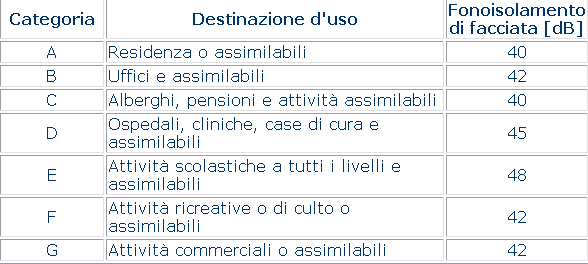 Categoria Destinazione d'uso Fonoisolamento di facciata [dB]
A Residenza o assimilabili 40
B Uffici e assimilabili 42
C Alberghi, pensioni e attività assimilabili 40
D Ospedali, cliniche, case di cura e
assimilabili 45
E Attività scolastiche a tutti i livelli e
assimilabili 48
F Attività ricreative o di culto o
assimilabili 42
G Attività commerciali o assimilabili 42